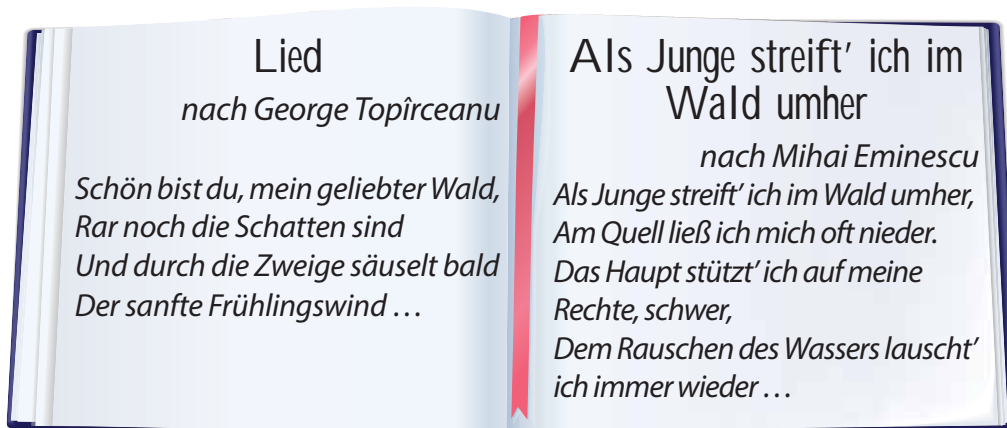 Lied
nach George Topîrceanu
Schön bist du, mein geliebter Wald,
Rar noch die Schatten sind
Und durch die Zweige säuselt bald
Der sanfte Frühlingswind …
Als Junge streift’ ich im
Wald umher
nach Mihai Eminescu
Als Junge streift’ ich im Wald umher,
Am Quell ließ ich mich oft nieder.
Das Haupt stützt’ ich auf meine
Rechte, schwer,
Dem Rauschen des Wassers lauscht’
ich immer wieder …